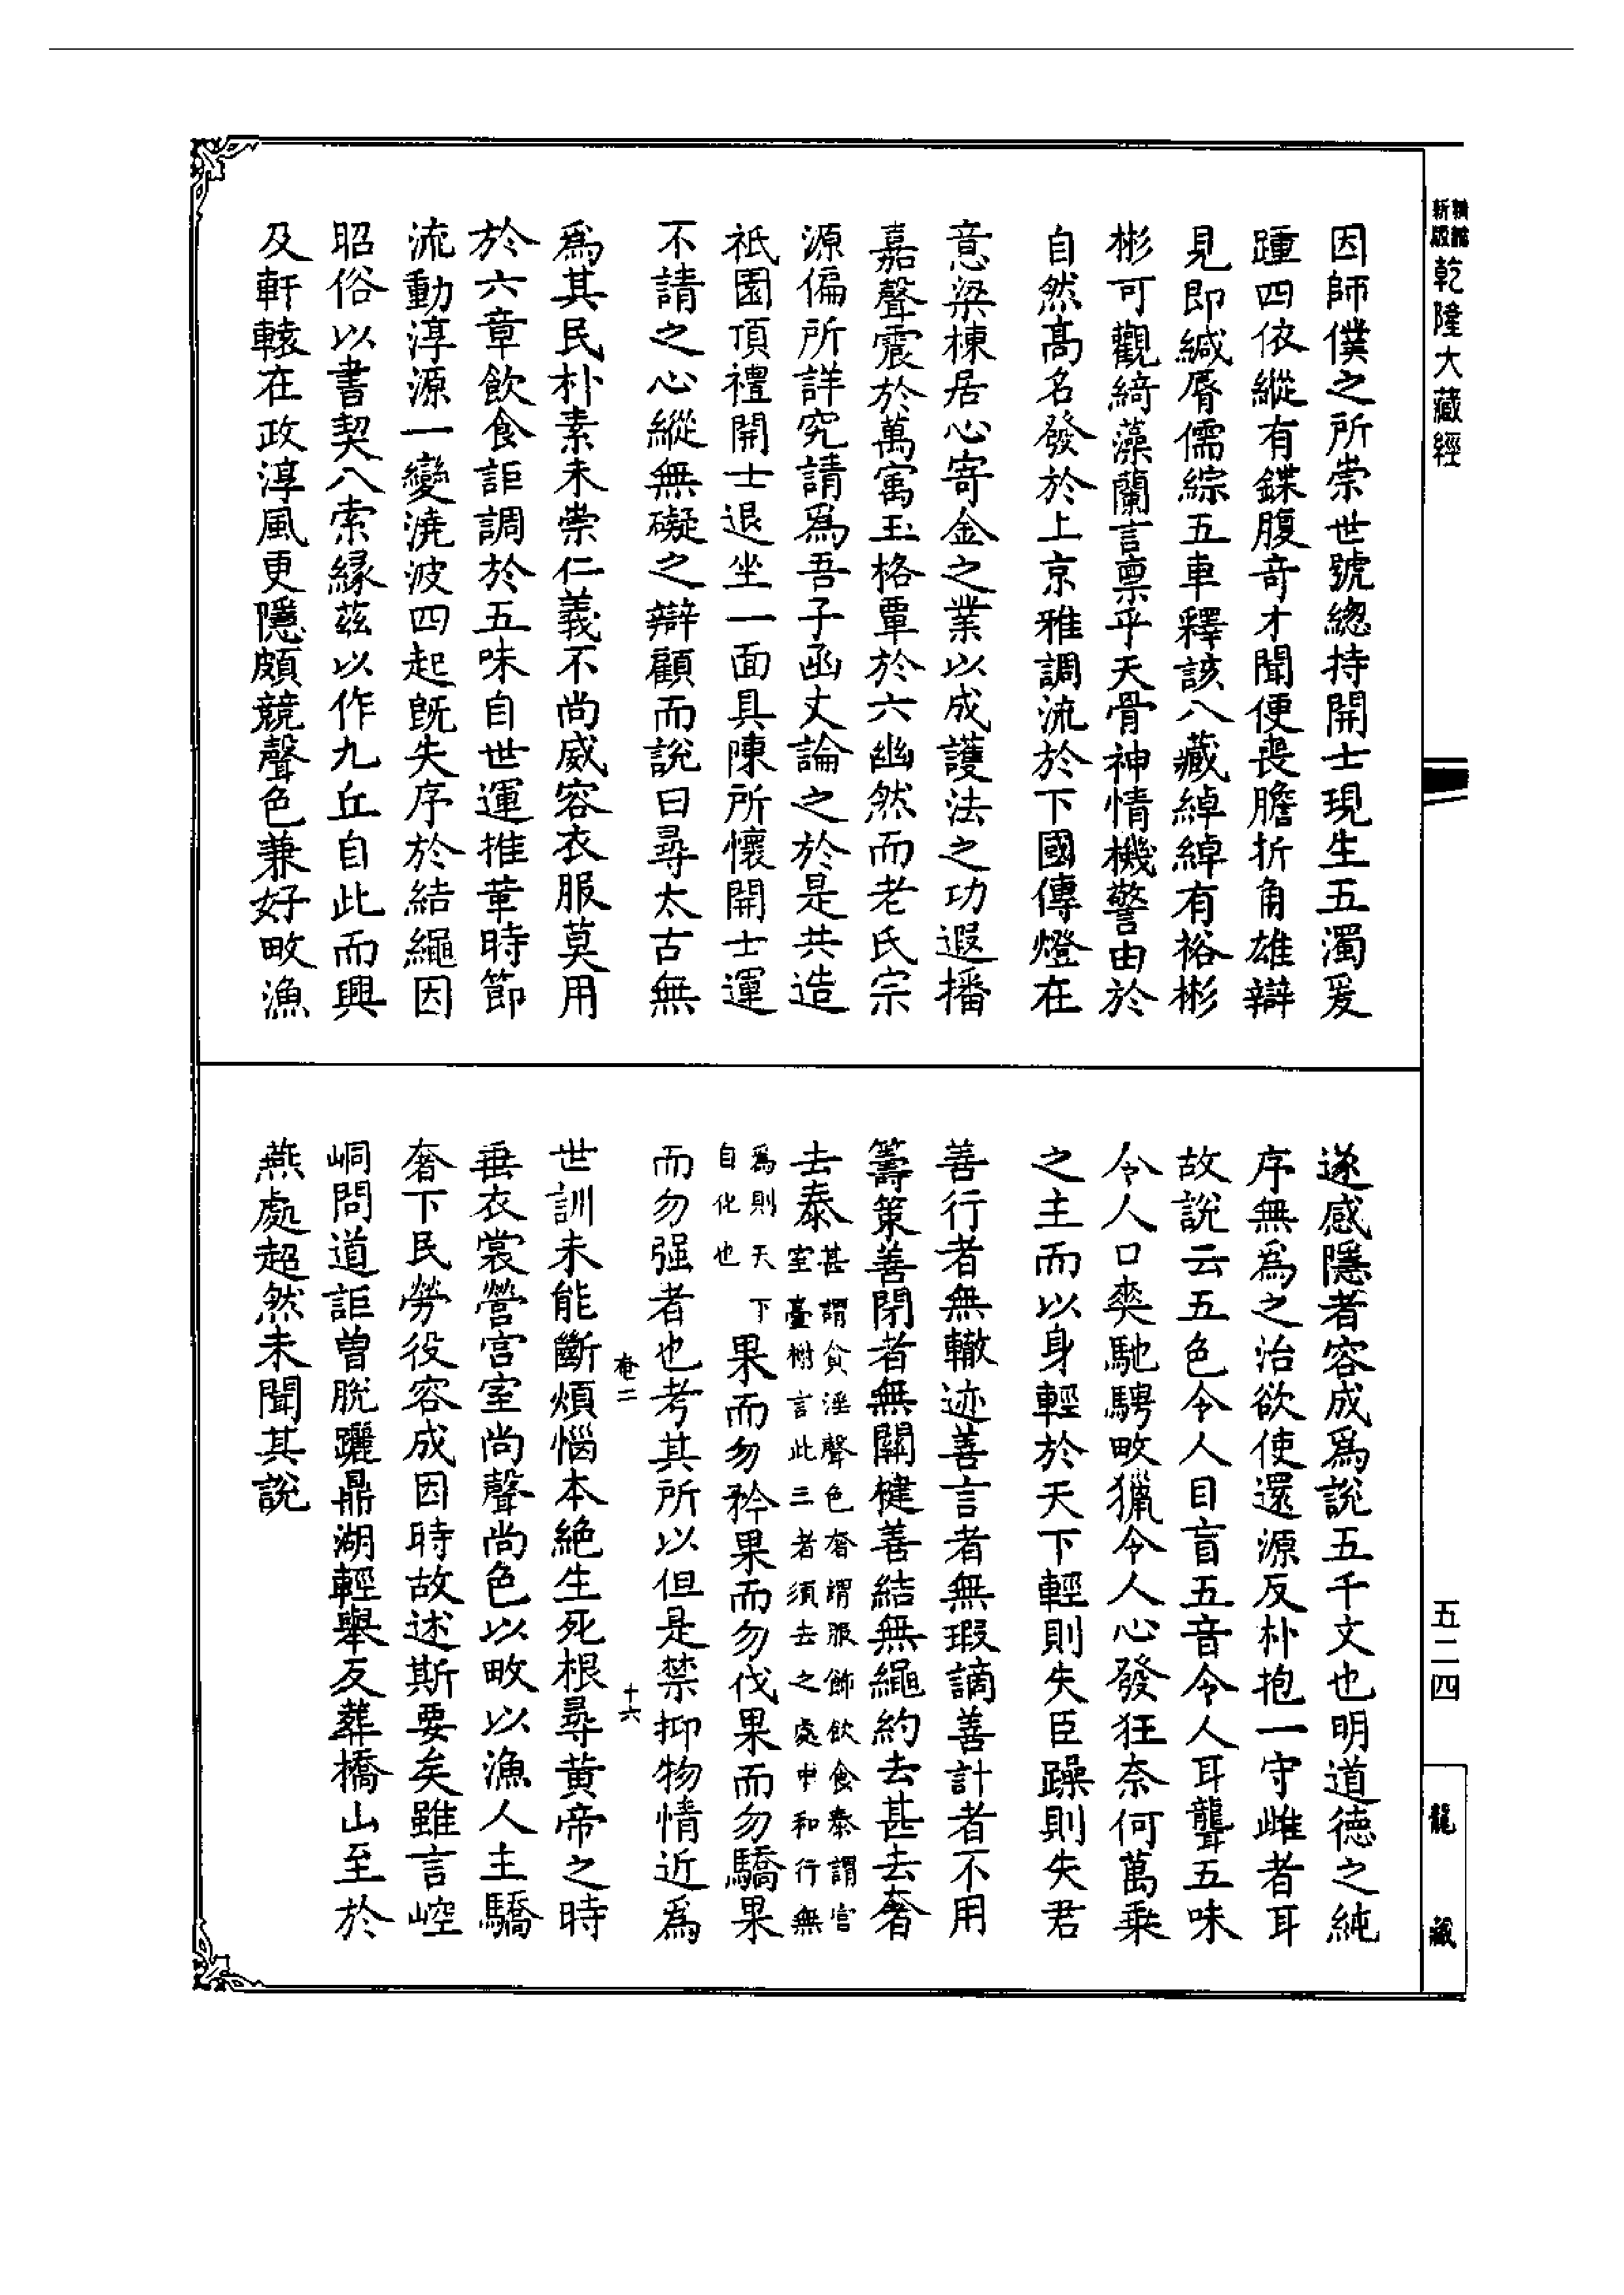 新編
新版
乾隆大藏經
因師僕之所崇世號總持開士現生五濁爰
踵四依縱有鍱腹奇才聞便喪膽折角雄辯
見即緘脣儒綜五車釋該八藏綽綽有裕彬
彬可觀綺藻蘭言稟乎天骨神情機警由於
自然高名發於上京雅調流於下國傳燈在
意梁棟居心寄金之業以成護法之功遐播
嘉聲震於萬㝢玉格覃於六幽然而老氏宗
源偏所詳究請爲吾子函丈論之於是共造
祇園頂禮開士退坐一面具陳所懷開士運
不請之心縱無礙之辯顧而說曰尋太古無
爲其民朴素未崇仁義不尚威容衣服莫用
於六章飲食詎調於五味自世運推革時節
流動淳源一變澆波四起既失序於結繩因
昭俗以書契八索緣茲以作九丘自此而興
及軒轅在政淳風更隱頗競聲色兼好畋漁
遂感隱者容成爲說五千文也明道德之純
序無爲之治欲使還源反朴抱一守雌者耳
故說云五色令人目盲五音令人耳聾五味
令人口爽馳騁畋獵令人心發狂奈何萬乘
之主而以身輕於天下輕則失臣躁則失君
善行者無轍迹善言者無瑕謫善計者不用
籌策善閉者無關楗善結無繩約去甚去奢
去泰
甚謂貪淫聲色奢謂服飾飲食泰謂宮
室臺榭言此三者須去之處中和行無
爲則天下
自化也
果而勿矜果而勿伐果而勿驕果
而勿强者也考其所以但是禁抑物情近爲
卷二
十六
世訓未能斷煩惱本絶生死根尋黃帝之時
垂衣裳營宮室尚聲尚色以畋以漁人主驕
奢下民勞役容成因時故述斯要矣雖言崆
峒問道詎曾脫躧鼎湖輕舉反葬橋山至於
燕處超然未聞其說
五二四
龍藏